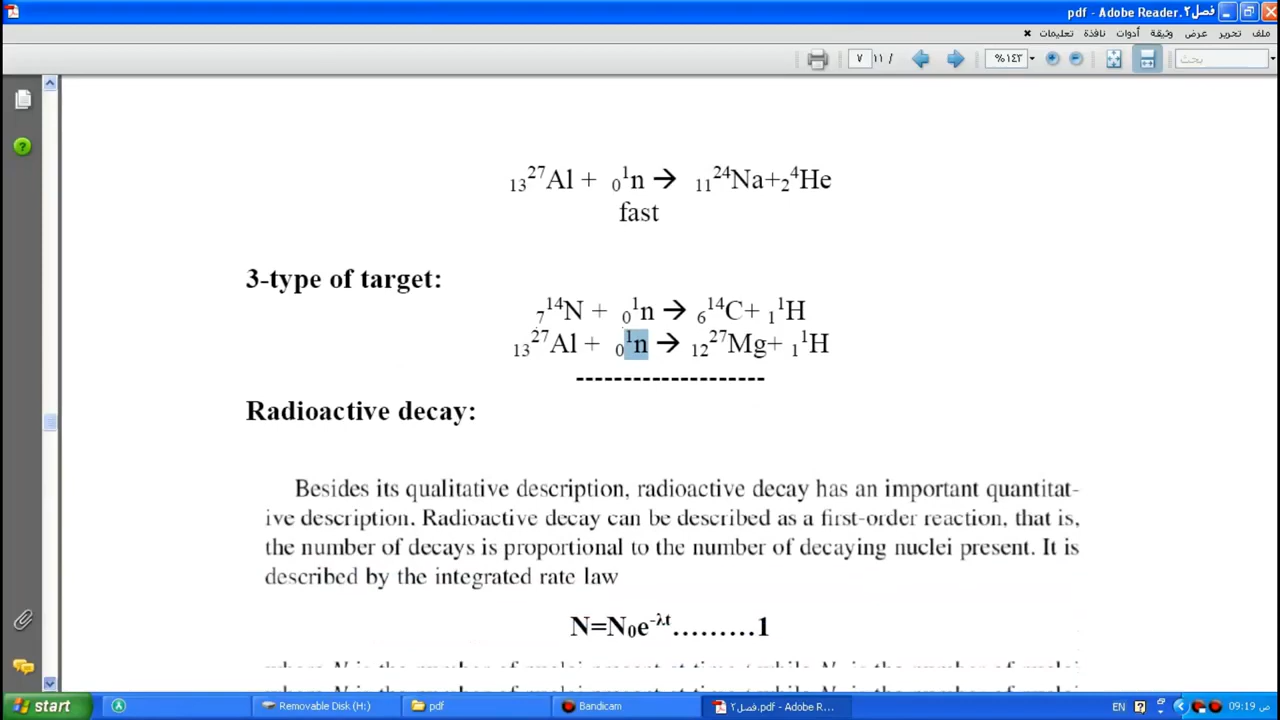 فصل٢.pdf - Adobe Reader
ملف تحرير عرض وثيقة أدوات نافذة تعليمات
٧ / ١١ ١٤٣% بحث
₁₃²⁷Al + ₀¹n → ₁₁²⁴Na+₂⁴He
fast
3-type of target:
₇¹⁴N + ₀¹n → ₆¹⁴C+ ₁¹H
₁₃²⁷Al + ₀¹n → ₁₂²⁷Mg+ ₁¹H
--------------------
Radioactive decay:
Besides its qualitative description, radioactive decay has an important quantitat-
ive description. Radioactive decay can be described as a first-order reaction, that is,
the number of decays is proportional to the number of decaying nuclei present. It is
described by the integrated rate law
N=N₀e^-λt.........1
start Removable Disk (H:) pdf Bandicam فصل٢.pdf - Adobe R... EN 09:19 ص